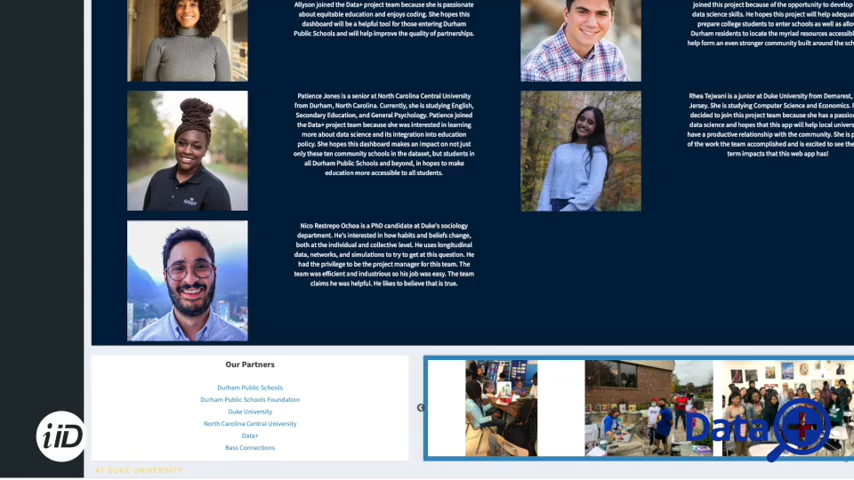 Allyson joined the Data+ project team because she is passionate
about equitable education and enjoys coding. She hopes this
dashboard will be a helpful tool for those entering Durham
Public Schools and will help improve the quality of partnerships.
joined this project because of the opportunity to develop
data science skills. He hopes this project will help
prepare college students to enter schools as well as
Durham residents to locate the myriad resources
help form an even stronger community built around the
Patience Jones is a senior at North Carolina Central University
from Durham, North Carolina. Currently, she is studying English,
Secondary Education, and General Psychology. Patience joined
the Data+ project team because she was interested in learning
more about data science and its integration into education
policy. She hopes this dashboard makes an impact on not just
only these ten community schools in the dataset, but students in
all Durham Public Schools and beyond, in hopes to make
education more accessible to all students.
Rhea Tejwani is a junior at Duke University from Demarest,
Jersey. She is studying Computer Science and Economics.
decided to join this project team because she has a
data science and hopes that this app will help local
have a productive relationship with the community. She is
of the work the team accomplished and is excited to see the
term impacts that this web app has!
Nico Restrepo Ochoa is a PhD candidate at Duke's sociology
department. He's interested in how habits and beliefs change,
both at the individual and collective level. He uses longitudinal
data, networks, and simulations to try to get at this question. He
had the privilege to be the project manager for this team. The
team was efficient and industrious so his job was easy. The team
claims he was helpful. He likes to believe that is true.
Our Partners
Durham Public Schools
Durham Public Schools Foundation
Duke University
North Carolina Central University
Data+
Bass Connections
iiD
Data+
AT DUKE UNIVERSITY